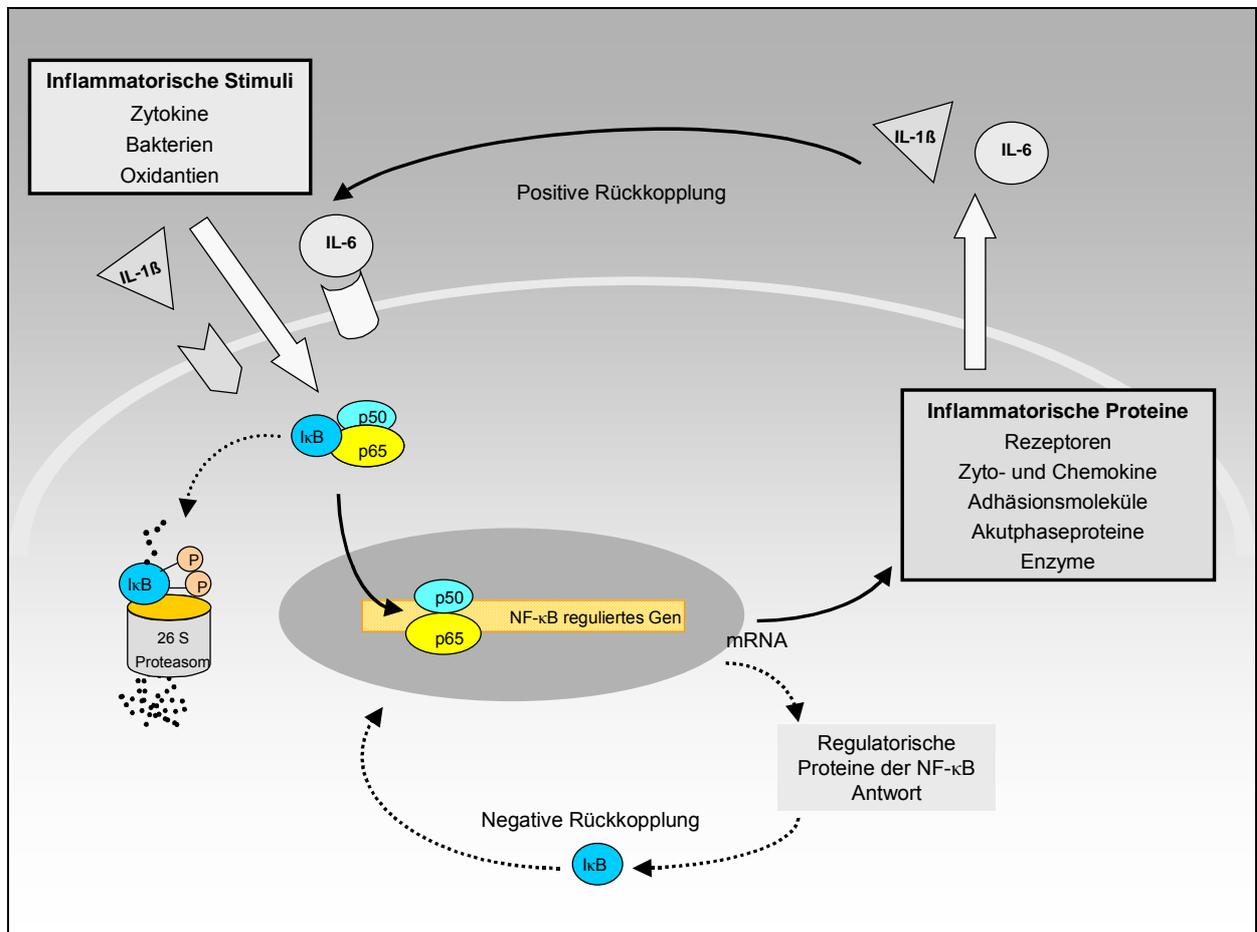 Inflammatorische Stimuli
Zytokine
Bakterien
Oxidantien
IL-1ß
IL-6
Positive Rückkopplung
IL-1ß
IL-6
IκB
p50
p65
Inflammatorische Proteine
Rezeptoren
Zyto- und Chemokine
Adhäsionsmoleküle
Akutphaseproteine
Enzyme
P
IκB
P
26 S
Proteasom
p50
NF-κB reguliertes Gen
p65
mRNA
Regulatorische
Proteine der NF-κB
Antwort
Negative Rückkopplung
IκB